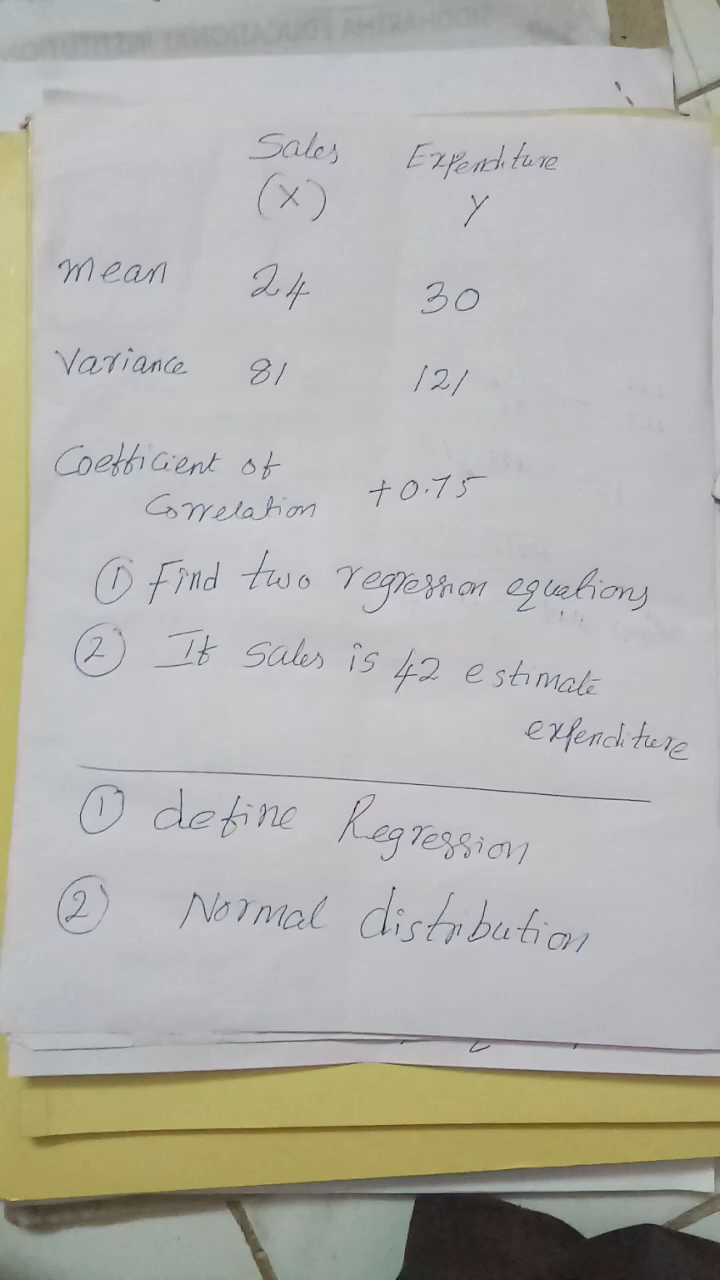 Sales Expenditure
(X) Y
mean 24 30
Variance 81 121
Coefficient of
Correlation +0.75
① Find two regression equations
② If Sales is 42 estimate
expenditure
① define Regression
② Normal distribution